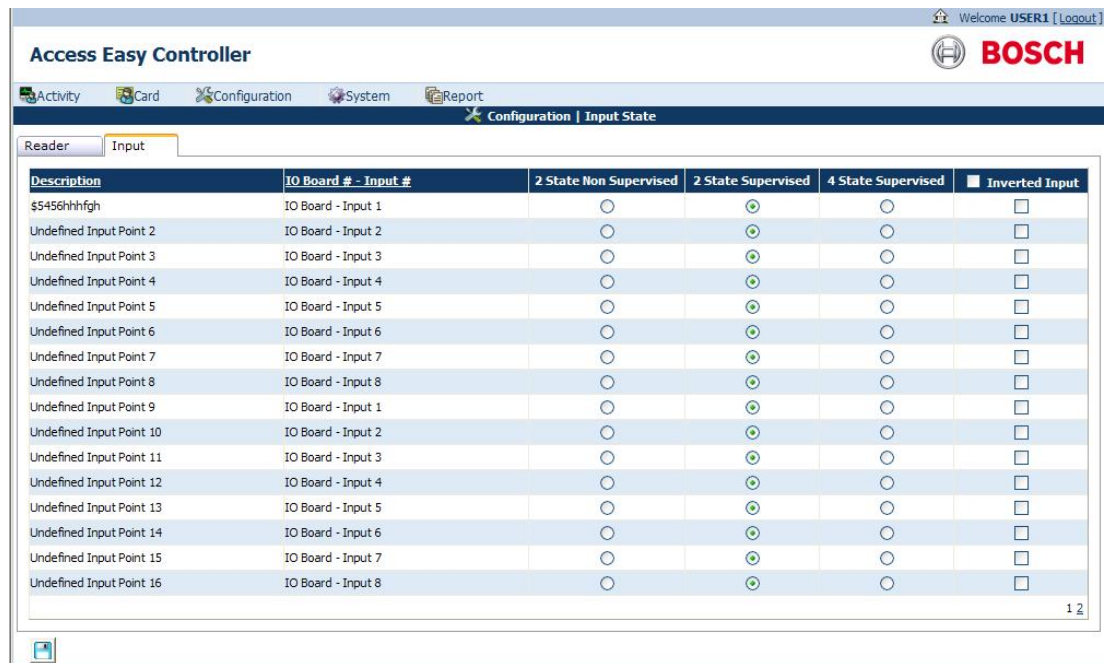 Welcome USER1 [ Logout ]
Access Easy Controller
BOSCH
Activity Card Configuration System Report
Configuration | Input State
Reader Input
Description IO Board # - Input # 2 State Non Supervised 2 State Supervised 4 State Supervised Inverted Input
$5456hhhfgh IO Board - Input 1
Undefined Input Point 2 IO Board - Input 2
Undefined Input Point 3 IO Board - Input 3
Undefined Input Point 4 IO Board - Input 4
Undefined Input Point 5 IO Board - Input 5
Undefined Input Point 6 IO Board - Input 6
Undefined Input Point 7 IO Board - Input 7
Undefined Input Point 8 IO Board - Input 8
Undefined Input Point 9 IO Board - Input 1
Undefined Input Point 10 IO Board - Input 2
Undefined Input Point 11 IO Board - Input 3
Undefined Input Point 12 IO Board - Input 4
Undefined Input Point 13 IO Board - Input 5
Undefined Input Point 14 IO Board - Input 6
Undefined Input Point 15 IO Board - Input 7
Undefined Input Point 16 IO Board - Input 8
1 2